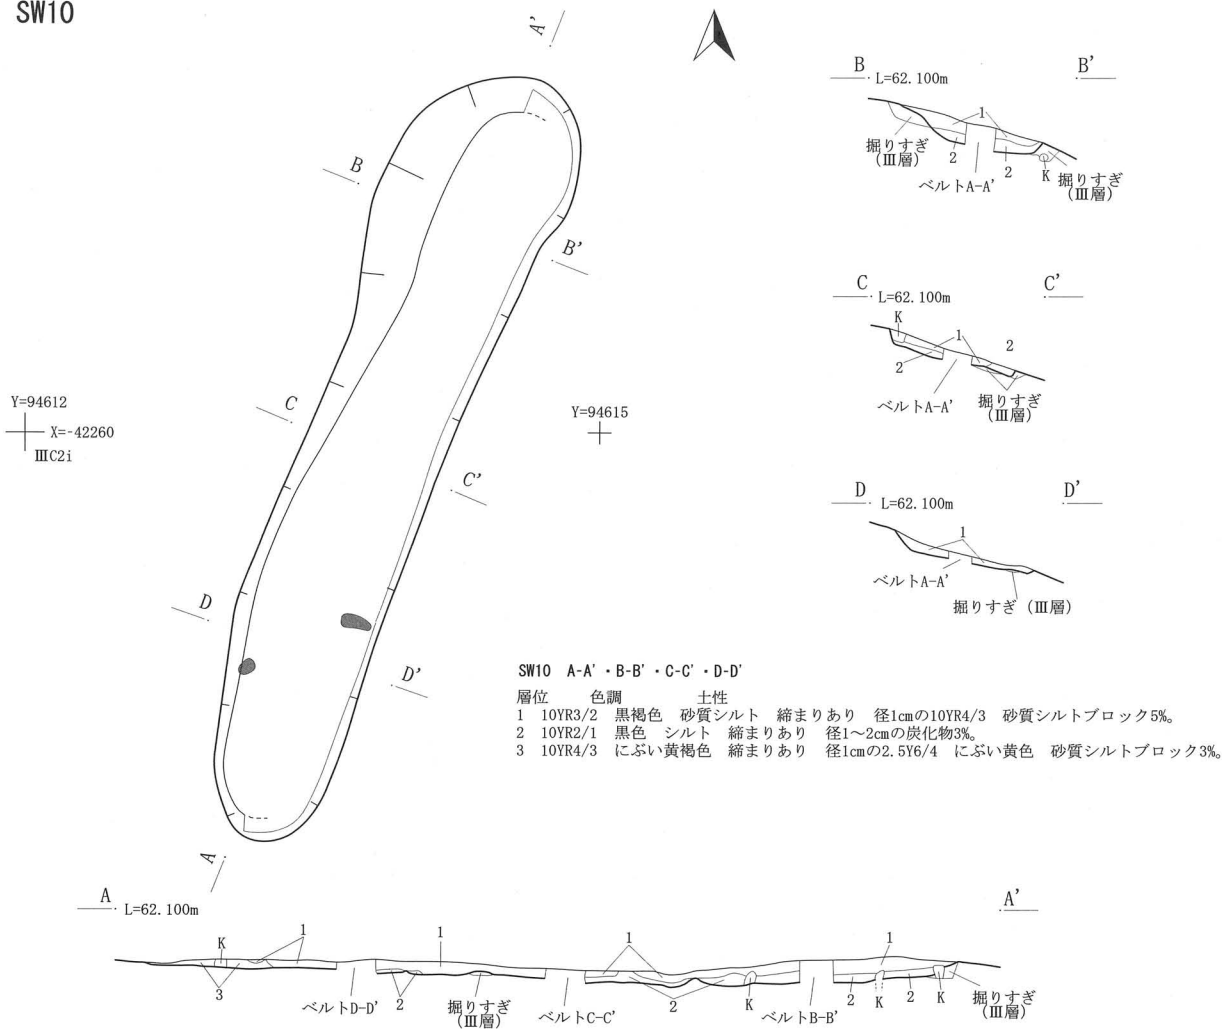 SW10
A'
B
B'
C
C'
D
D'
A
Y=94612
X=-42260
ⅢC2i
Y=94615
B
B'
L=62.100m
1
掘りすぎ
(Ⅲ層)
2
ベルトA-A'
2
K
掘りすぎ
(Ⅲ層)
C
C'
L=62.100m
K
1
2
2
ベルトA-A'
掘りすぎ
(Ⅲ層)
D
D'
L=62.100m
1
ベルトA-A'
掘りすぎ (Ⅲ層)
SW10 A-A'・B-B'・C-C'・D-D'
層位 色調 土性
1 10YR3/2 黒褐色 砂質シルト 締まりあり 径1cmの10YR4/3 砂質シルトブロック5%。
2 10YR2/1 黒色 シルト 締まりあり 径1~2cmの炭化物3%。
3 10YR4/3 にぶい黄褐色 締まりあり 径1cmの2.5Y6/4 にぶい黄色 砂質シルトブロック3%。
A
A'
L=62.100m
K
1
1
1
1
3
ベルトD-D'
2
掘りすぎ
(Ⅲ層)
ベルトC-C'
2
K
ベルトB-B'
2
K
2
K
掘りすぎ
(Ⅲ層)